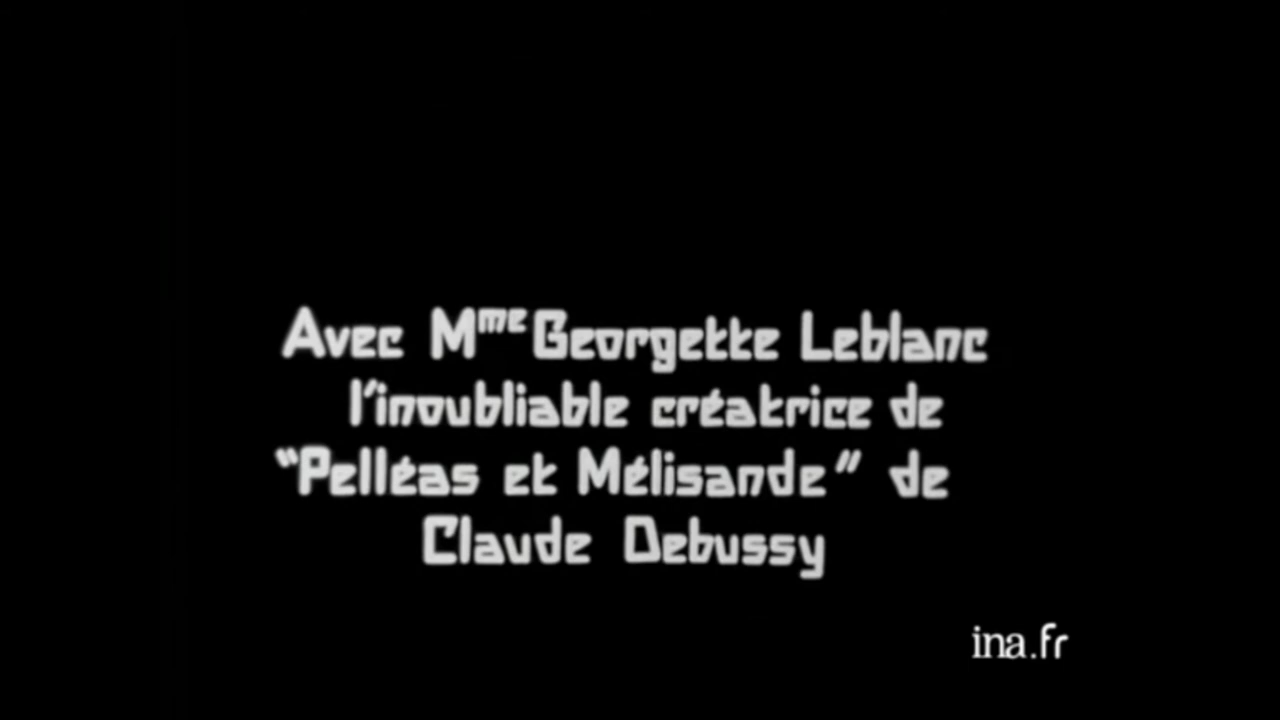 Avec Mme Georgette Leblanc
l'inoubliable créatrice de
“Pelléas et Mélisande” de
Claude Debussy
ina.fr